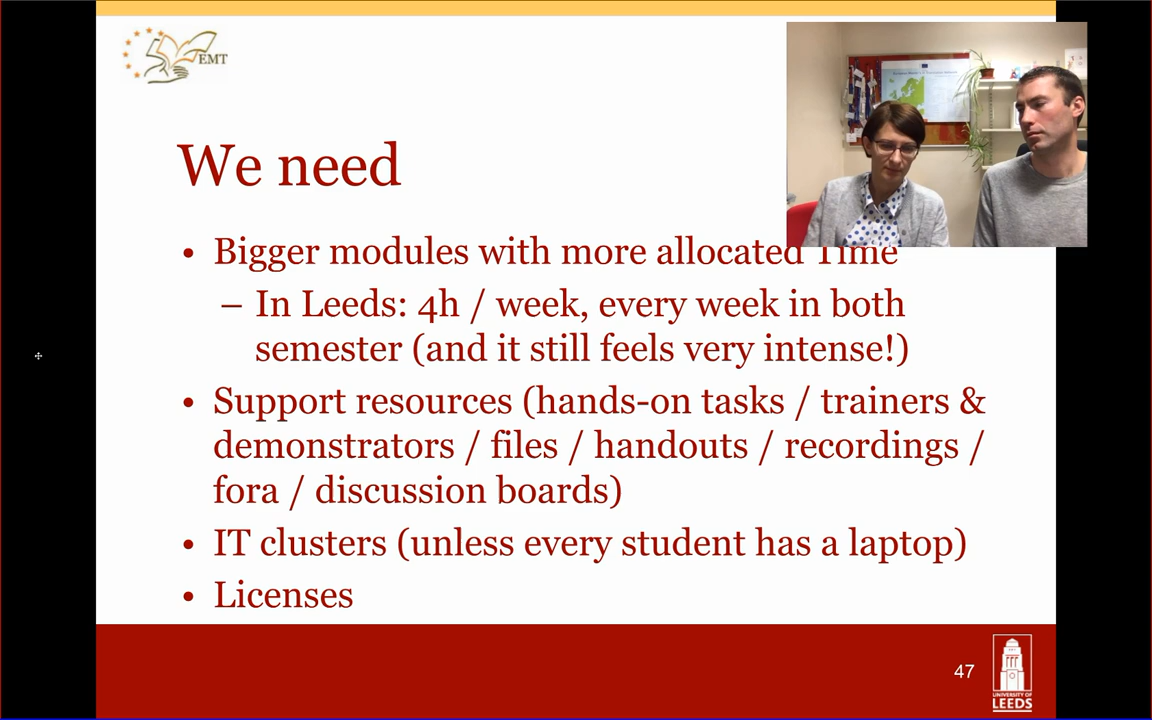 EMT
We need
• Bigger modules with more allocated Time
– In Leeds: 4h / week, every week in both
semester (and it still feels very intense!)
• Support resources (hands-on tasks / trainers &
demonstrators / files / handouts / recordings /
fora / discussion boards)
• IT clusters (unless every student has a laptop)
• Licenses
47
UNIVERSITY OF
LEEDS